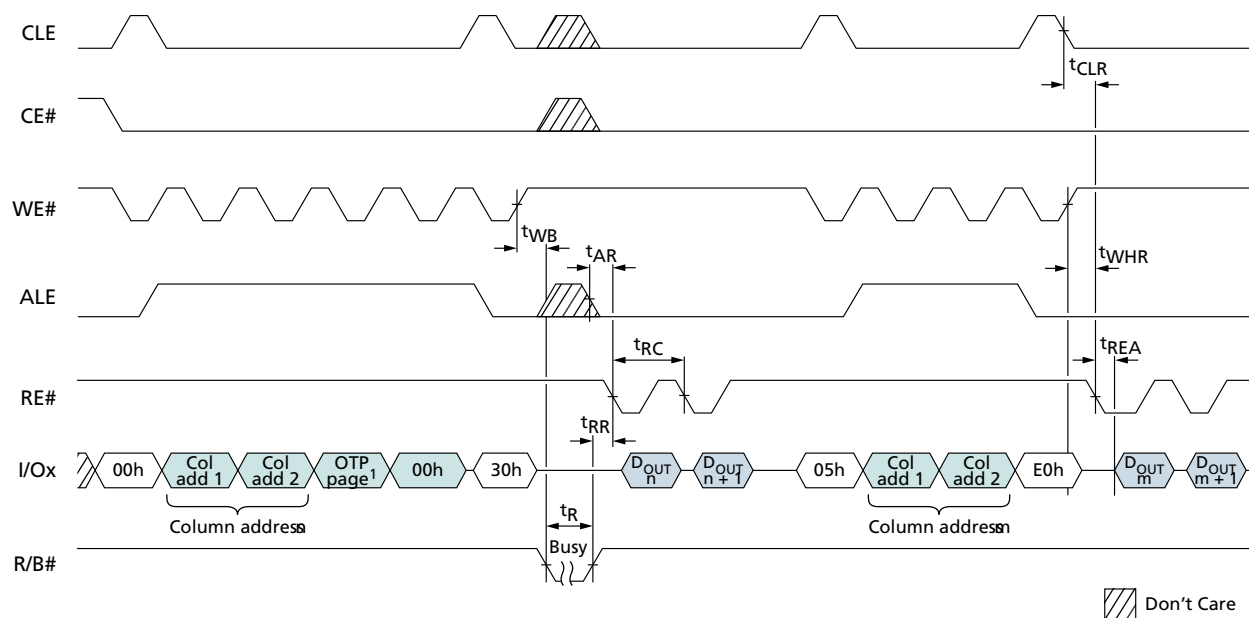 CLE
tCLR
CE#
WE#
tWB
tAR
tWHR
ALE
tRC
tREA
RE#
tRR
I/Ox
00h
Col add 1
Col add 2
OTP page1
00h
30h
DOUT n
DOUT n + 1
05h
Col add 1
Col add 2
E0h
DOUT m
DOUT m + 1
Column address n
tR
Column address m
R/B#
Busy
Don't Care